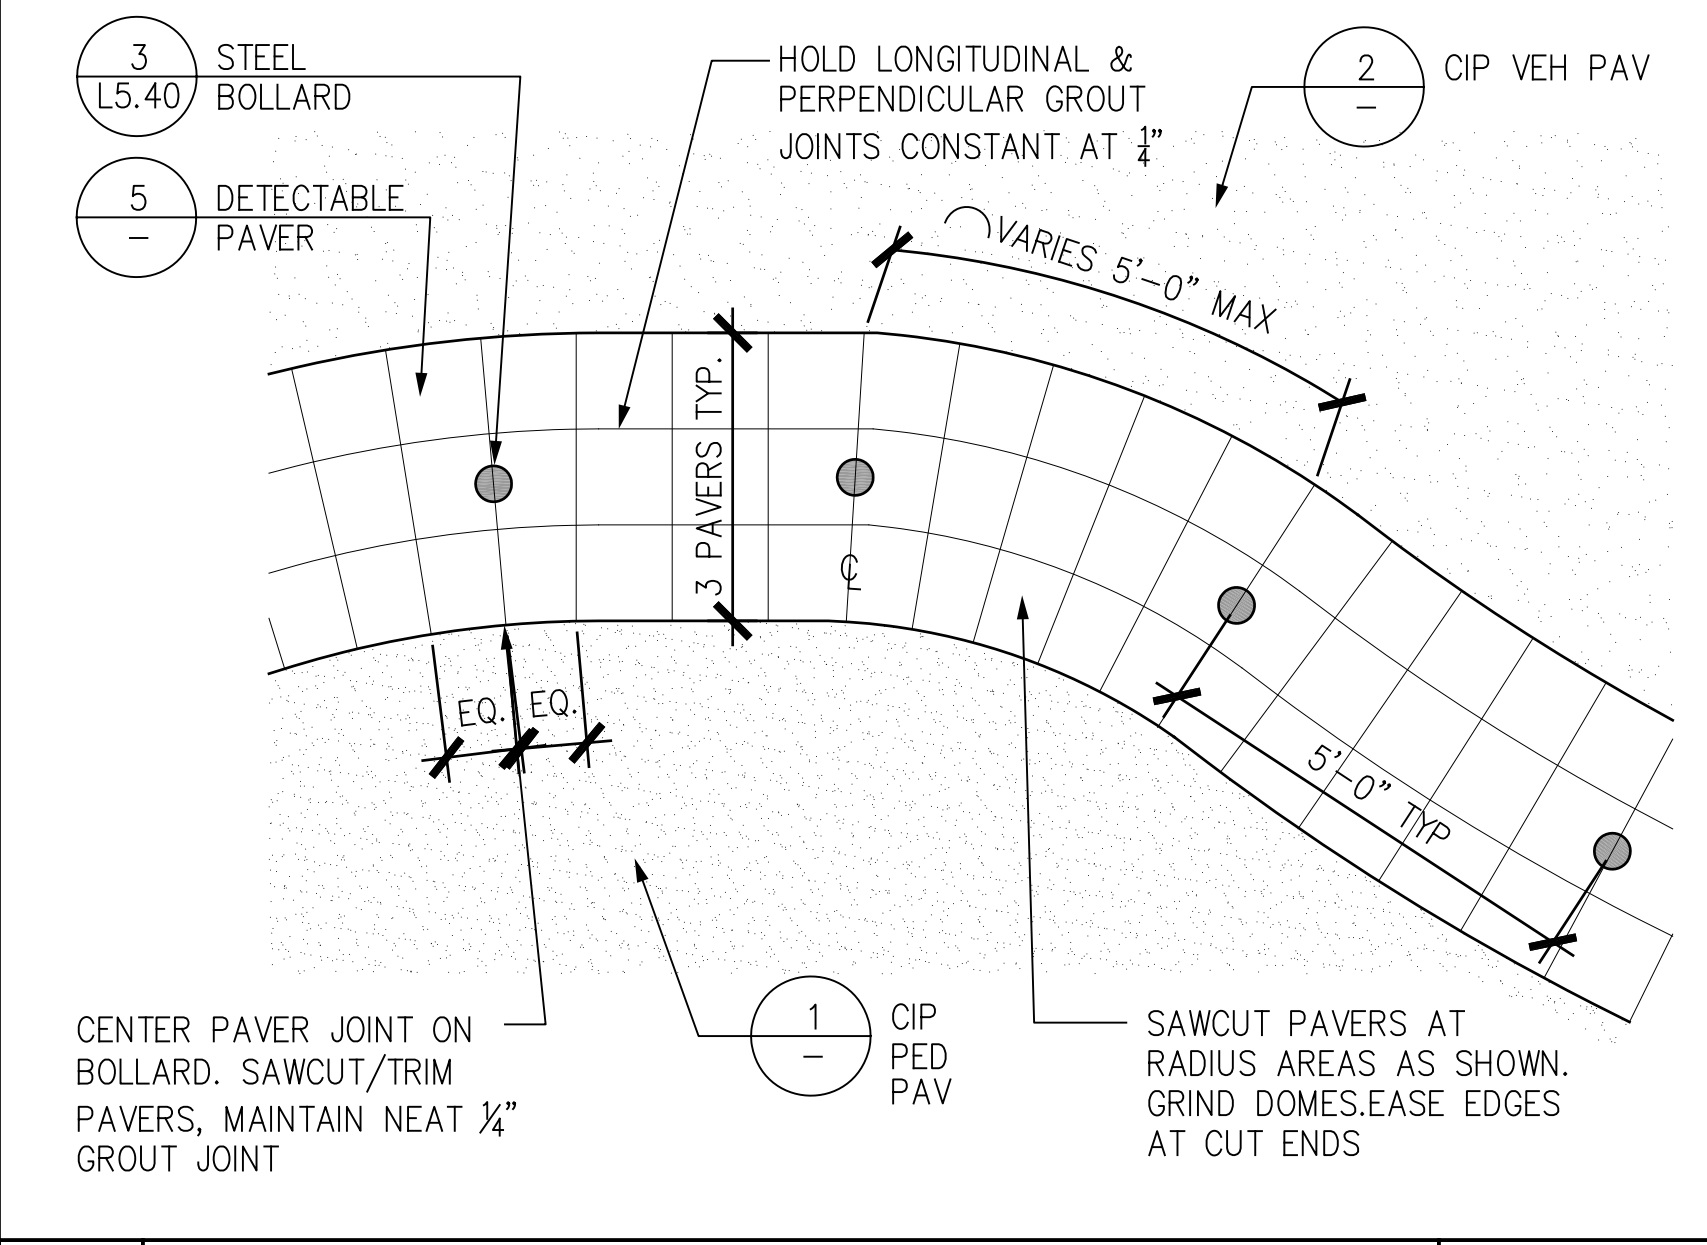 3
L5.40
STEEL
BOLLARD
HOLD LONGITUDINAL &
PERPENDICULAR GROUT
JOINTS CONSTANT AT 1/4"
2
–
CIP VEH PAV
5
–
DETECTABLE
PAVER
VARIES 5'-0" MAX
3 PAVERS TYP.
CL
EQ.
EQ.
5'-0" TYP
CENTER PAVER JOINT ON
BOLLARD. SAWCUT/TRIM
PAVERS, MAINTAIN NEAT 1/4"
GROUT JOINT
1
–
CIP
PED
PAV
SAWCUT PAVERS AT
RADIUS AREAS AS SHOWN.
GRIND DOMES.EASE EDGES
AT CUT ENDS